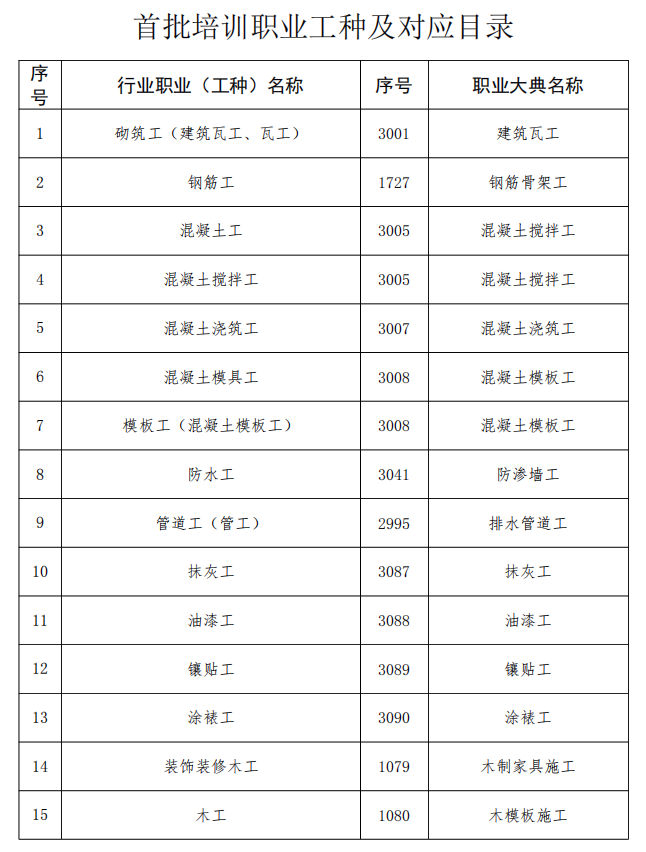 首批培训职业工种及对应目录
序号 行业职业（工种）名称 序号 职业大典名称
1 砌筑工（建筑瓦工、瓦工） 3001 建筑瓦工
2 钢筋工 1727 钢筋骨架工
3 混凝土工 3005 混凝土搅拌工
4 混凝土搅拌工 3005 混凝土搅拌工
5 混凝土浇筑工 3007 混凝土浇筑工
6 混凝土模具工 3008 混凝土模板工
7 模板工（混凝土模板工） 3008 混凝土模板工
8 防水工 3041 防渗墙工
9 管道工（管工） 2995 排水管道工
10 抹灰工 3087 抹灰工
11 油漆工 3088 油漆工
12 镶贴工 3089 镶贴工
13 涂裱工 3090 涂裱工
14 装饰装修木工 1079 木制家具施工
15 木工 1080 木模板施工